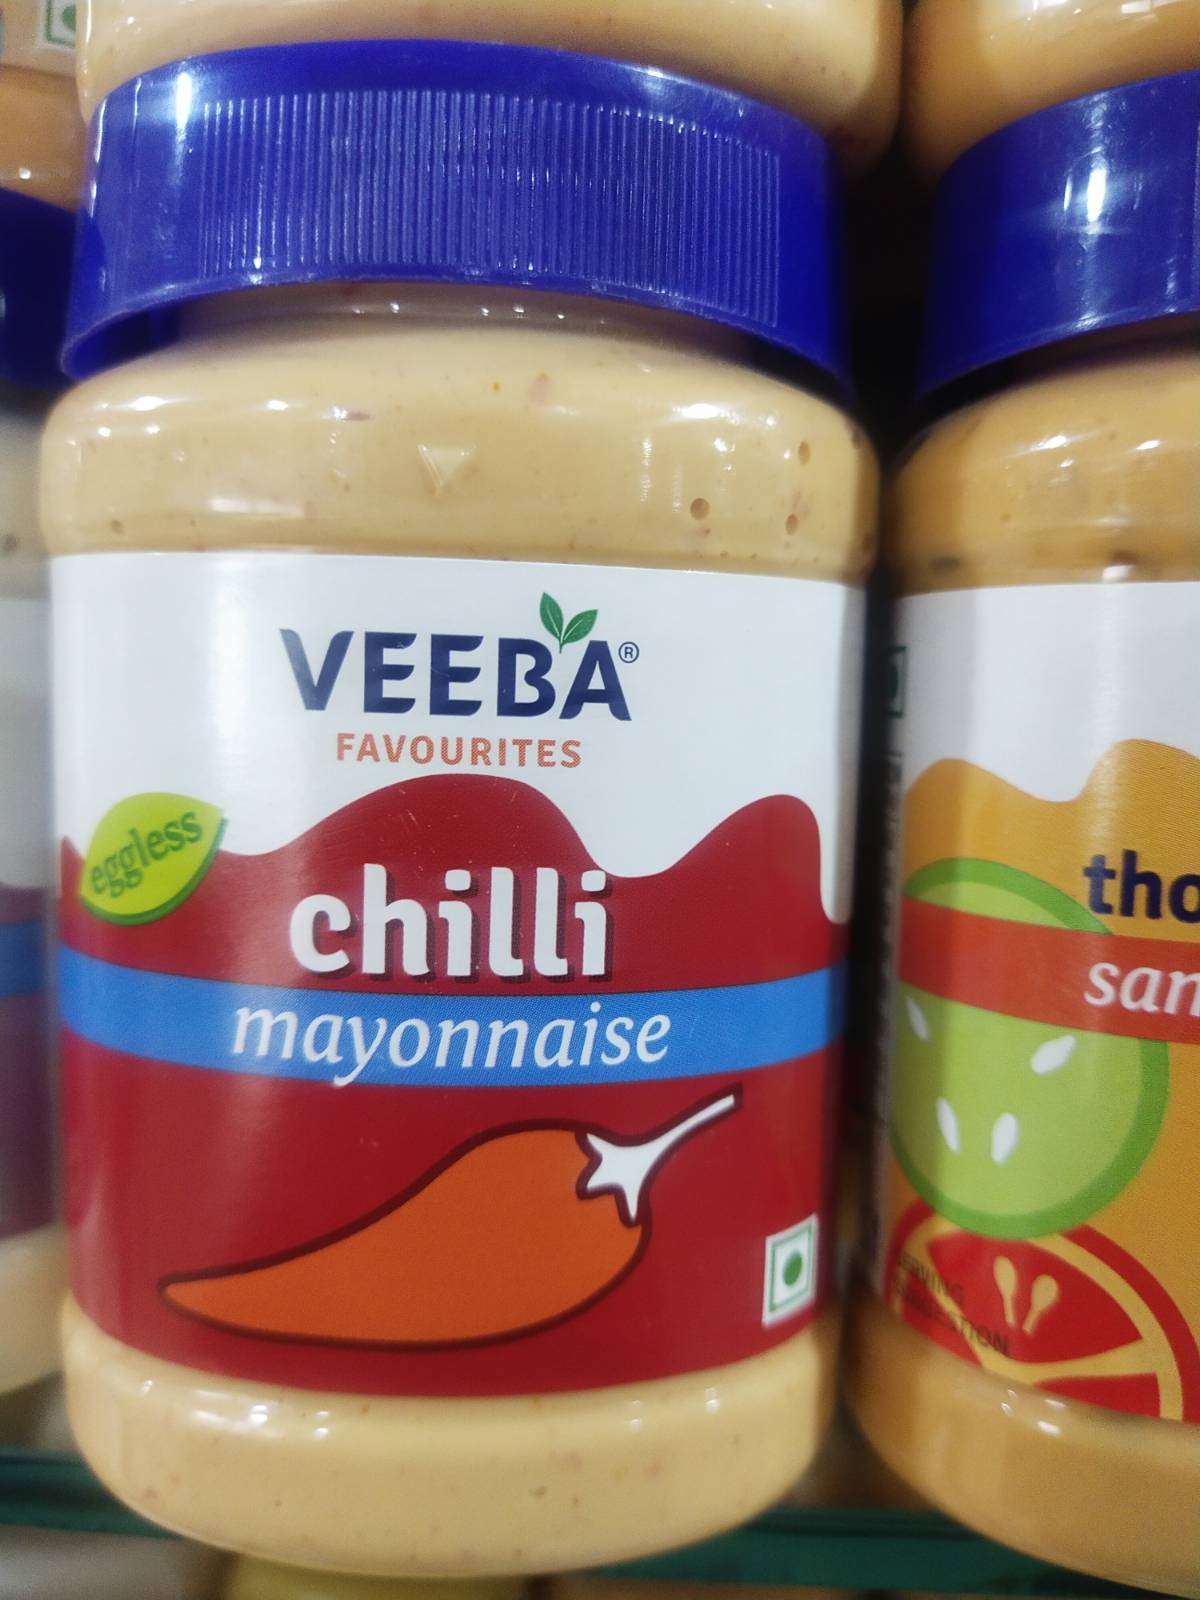 VEEBA®
FAVOURITES
eggless
chilli
mayonnaise
tho
san